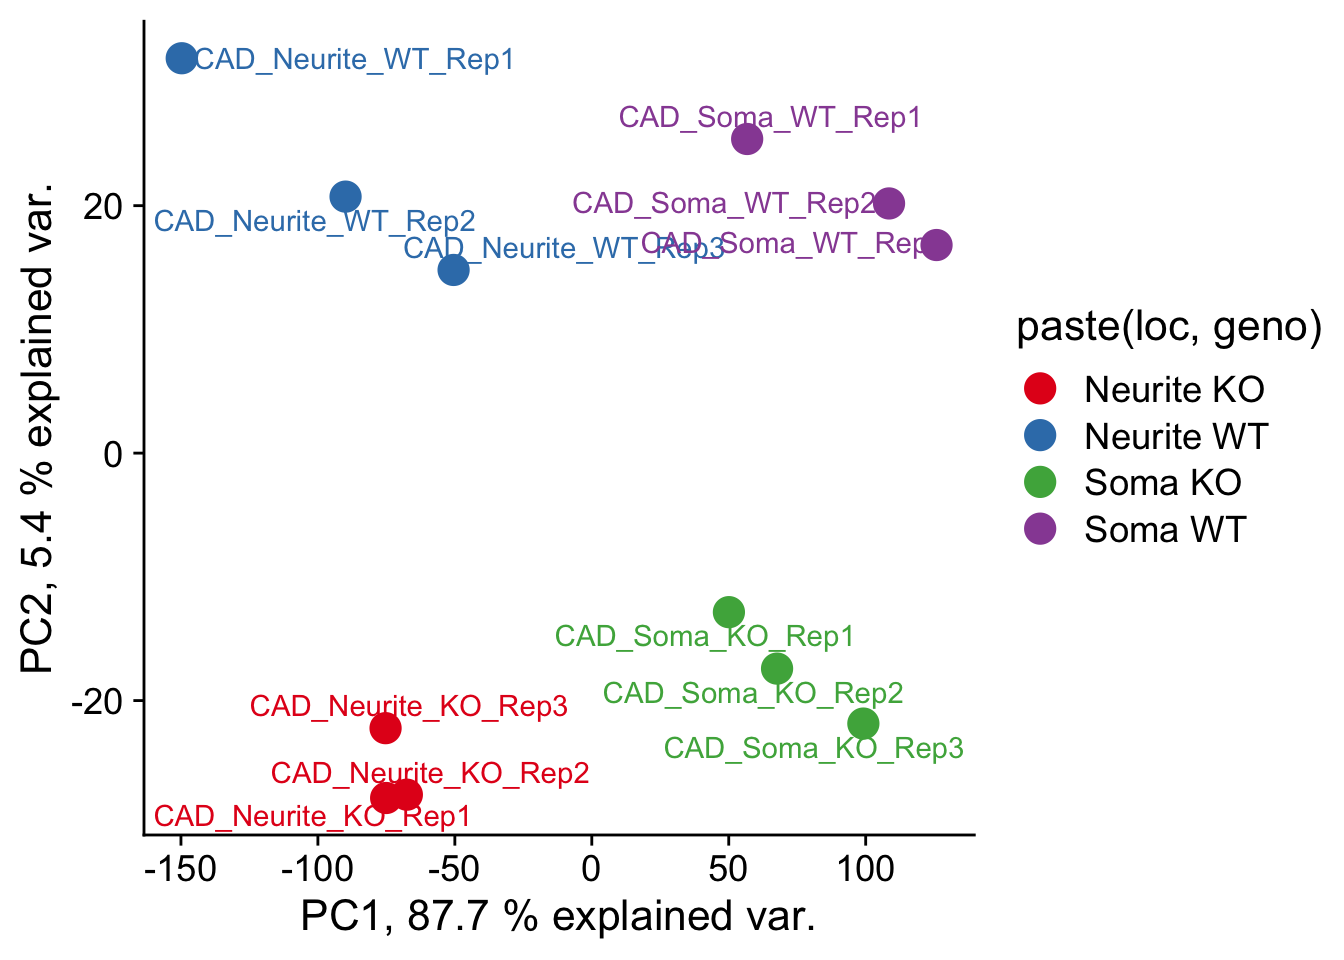 CAD_Neurite_WT_Rep1
CAD_Soma_WT_Rep1
CAD_Soma_WT_Rep2
CAD_Neurite_WT_Rep2
CAD_Soma_WT_Rep
CAD_Neurite_WT_Rep3
CAD_Soma_KO_Rep1
CAD_Soma_KO_Rep2
CAD_Neurite_KO_Rep3
CAD_Soma_KO_Rep3
CAD_Neurite_KO_Rep2
CAD_Neurite_KO_Rep1
20
0
-20
PC2, 5.4 % explained var.
-150 -100 -50 0 50 100
PC1, 87.7 % explained var.
paste(loc, geno)
Neurite KO
Neurite WT
Soma KO
Soma WT